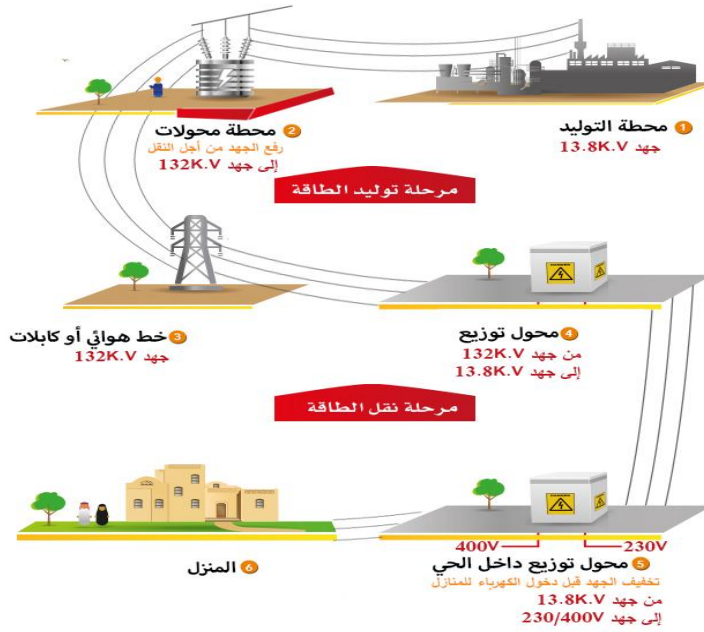 1 محطة التوليد
جهد 13.8K.V
2 محطة محولات
رفع الجهد من أجل النقل
إلى جهد 132K.V
مرحلة توليد الطاقة
3 خط هوائي أو كابلات
جهد 132K.V
4 محول توزيع
من جهد 132K.V
إلى جهد 13.8K.V
مرحلة نقل الطاقة
400V
230V
5 محول توزيع داخل الحي
تخفيف الجهد قبل دخول الكهرباء للمنازل
من جهد 13.8K.V
إلى جهد 230/400V
6 المنزل